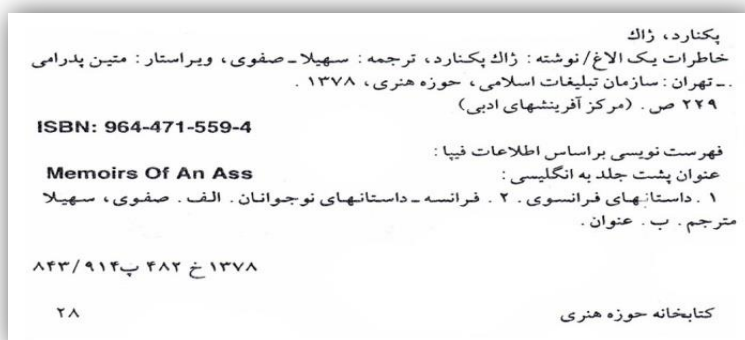 پکنارد، ژاك
خاطرات یک الاغ/ نوشته : ژاك پکنارد، ترجمه : سهیلا ـ صفوی، ویراستار : متین پدرامی
.ـ تهران : سازمان تبلیغات اسلامی، حوزه هنری، ۱۳۷۸ .
۲۲۹ ص . (مرکز آفرینشهای ادبی)
ISBN: 964-471-559-4
فهرست نویسی براساس اطلاعات فیپا :
عنوان پشت جلد به انگلیسی : Memoirs Of An Ass
۱ . داستانهای فرانسوی . ۲ . فرانسه ـ داستانهای نوجوانان . الف . صفوی، سهیلا
مترجم . ب . عنوان .
۱۳۷۸ خ ۴۸۲ پ ۸۴۳/۹۱۴
کتابخانه حوزه هنری ۲۸